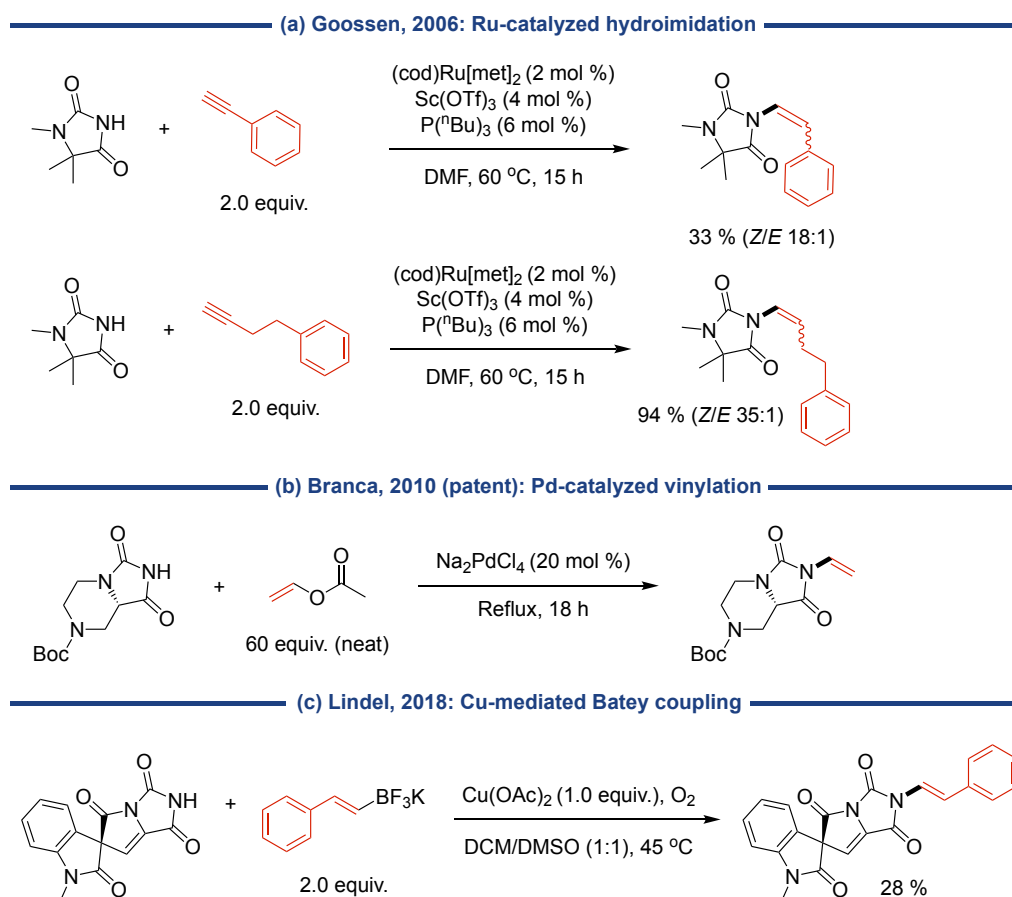 (a) Goossen, 2006: Ru-catalyzed hydroimidation
(cod)Ru[met]₂ (2 mol %)
Sc(OTf)₃ (4 mol %)
P(ⁿBu)₃ (6 mol %)
O
N
NH
O
+
DMF, 60 °C, 15 h
O
N
N
O
2.0 equiv.
33 % (Z/E 18:1)
(cod)Ru[met]₂ (2 mol %)
Sc(OTf)₃ (4 mol %)
P(ⁿBu)₃ (6 mol %)
O
N
NH
O
+
DMF, 60 °C, 15 h
O
N
N
O
2.0 equiv.
94 % (Z/E 35:1)
(b) Branca, 2010 (patent): Pd-catalyzed vinylation
O
N
NH
O
N
Boc
+
O
O
60 equiv. (neat)
Na₂PdCl₄ (20 mol %)
Reflux, 18 h
O
N
N
O
N
Boc
(c) Lindel, 2018: Cu-mediated Batey coupling
O
O
N
NH
O
N
O
+
BF₃K
2.0 equiv.
Cu(OAc)₂ (1.0 equiv.), O₂
DCM/DMSO (1:1), 45 °C
O
O
N
N
O
N
O
28 %